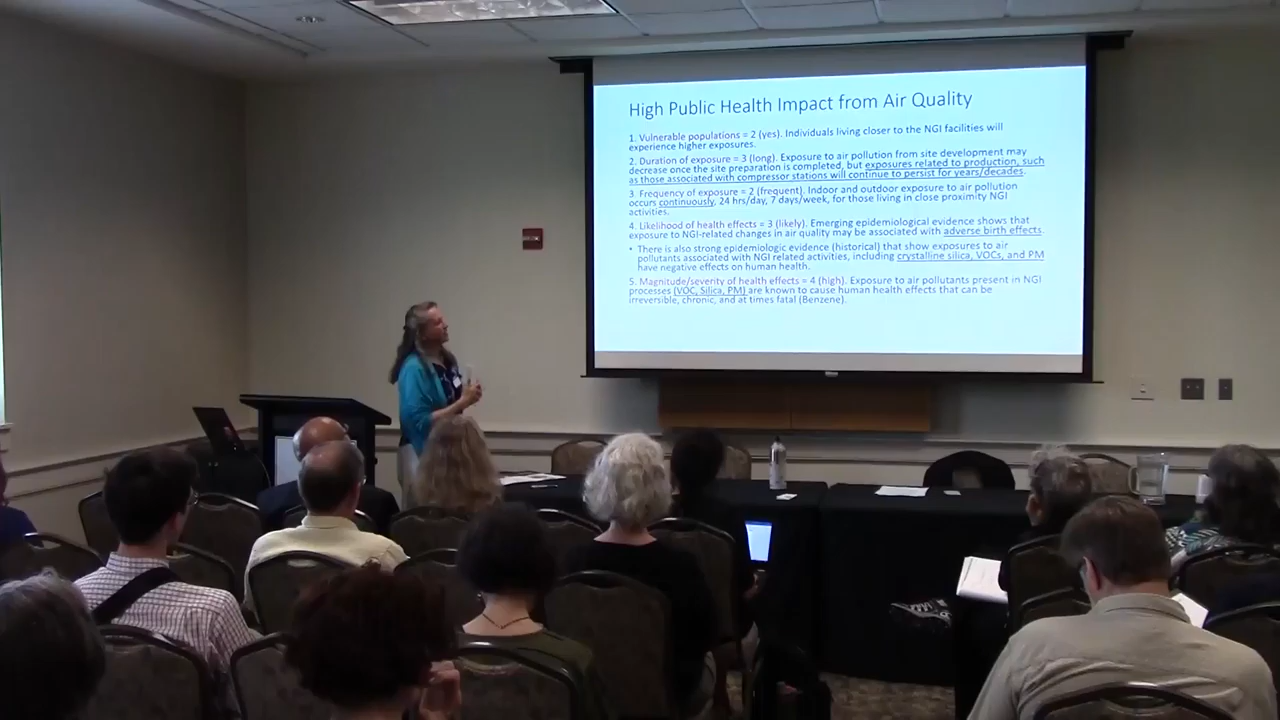 High Public Health Impact from Air Quality
1. Vulnerable populations = 2 (yes). Individuals living closer to the NGI facilities will
experience higher exposures.
2. Duration of exposure = 3 (long). Exposure to air pollution from site development may
decrease once the site preparation is completed, but exposures related to production, such
as those associated with compressor stations will continue to persist for years/decades.
3. Frequency of exposure = 2 (frequent). Indoor and outdoor exposure to air pollution
occurs continuously, 24 hrs/day, 7 days/week, for those living in close proximity NGI
activities.
4. Likelihood of health effects = 3 (likely). Emerging epidemiological evidence shows that
exposure to NGI-related changes in air quality may be associated with adverse birth effects.
• There is also strong epidemiologic evidence (historical) that show exposures to air
pollutants associated with NGI related activities, including crystalline silica, VOCs, and PM
have negative effects on human health.
5. Magnitude/severity of health effects = 4 (high). Exposure to air pollutants present in NGI
processes (VOC, Silica, PM) are known to cause human health effects that can be
irreversible, chronic, and at times fatal (Benzene).